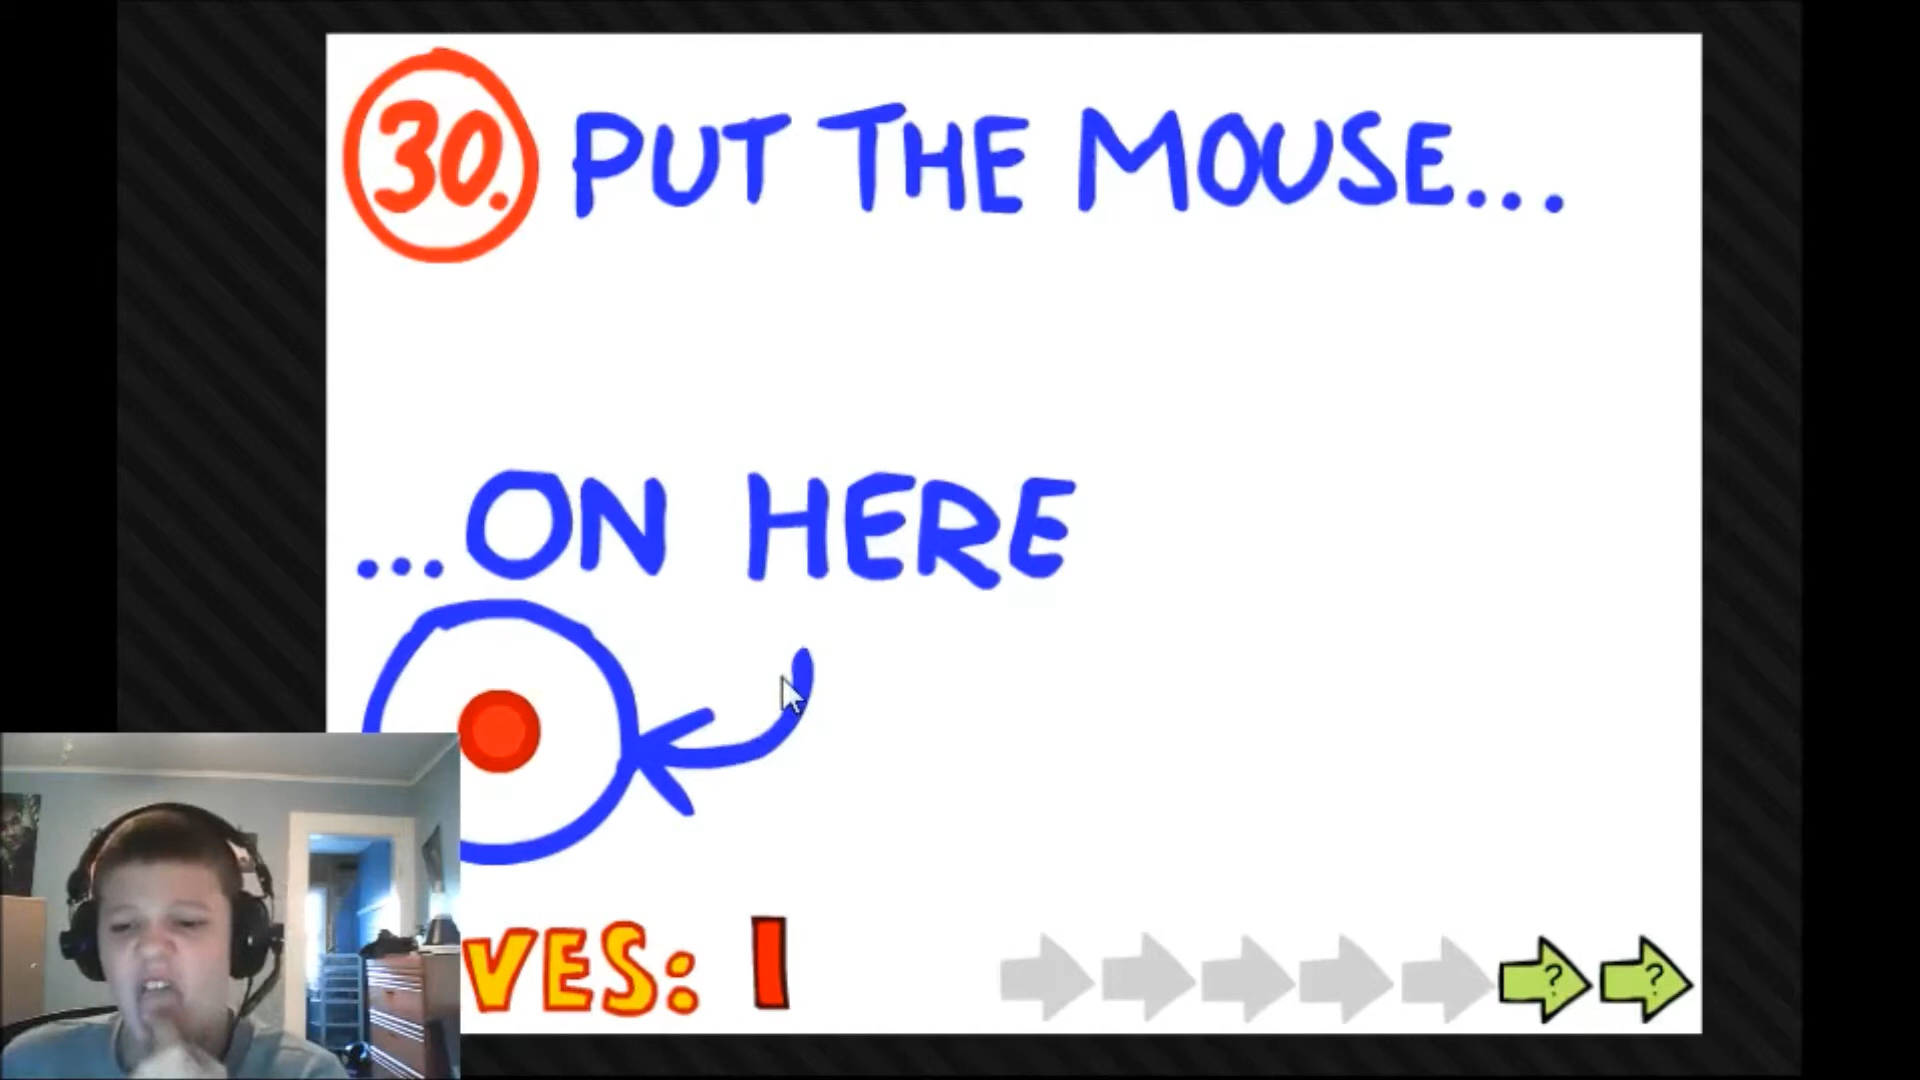 30. PUT THE MOUSE...
...ON HERE
VES: 1
? ?